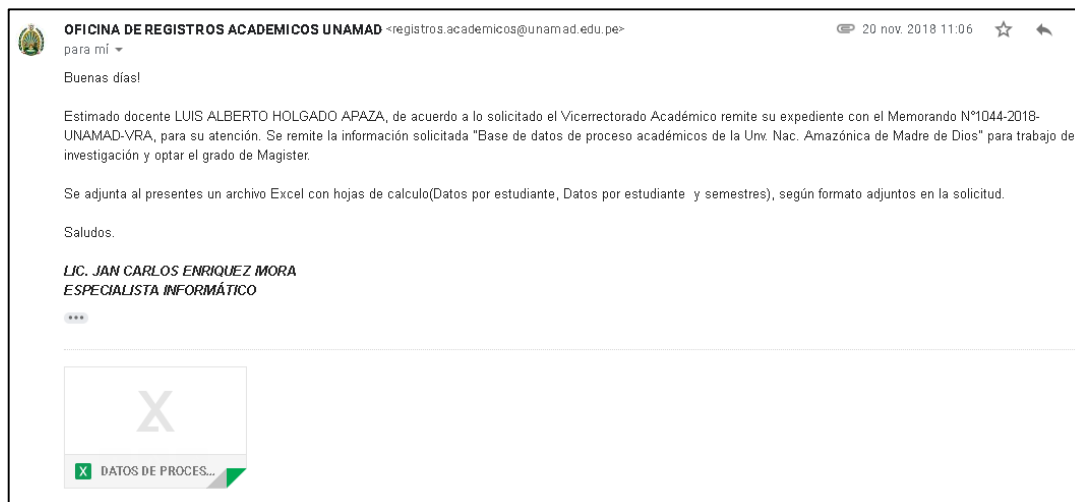 OFICINA DE REGISTROS ACADEMICOS UNAMAD <registros.academicos@unamad.edu.pe>
20 nov. 2018 11:06
para mí
Buenas días!
Estimado docente LUIS ALBERTO HOLGADO APAZA, de acuerdo a lo solicitado el Vicerrectorado Académico remite su expediente con el Memorando N°1044-2018-
UNAMAD-VRA, para su atención. Se remite la información solicitada "Base de datos de proceso académicos de la Unv. Nac. Amazónica de Madre de Dios" para trabajo de
investigación y optar el grado de Magister.
Se adjunta al presentes un archivo Excel con hojas de calculo(Datos por estudiante, Datos por estudiante y semestres), según formato adjuntos en la solicitud.
Saludos.
LIC. JAN CARLOS ENRIQUEZ MORA
ESPECIALISTA INFORMÁTICO
X
X DATOS DE PROCES...